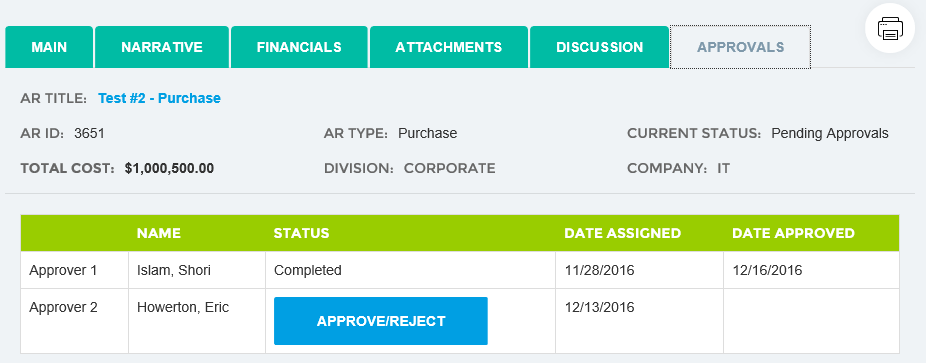 MAIN NARRATIVE FINANCIALS ATTACHMENTS DISCUSSION APPROVALS
AR TITLE: Test #2 - Purchase
AR ID: 3651 AR TYPE: Purchase CURRENT STATUS: Pending Approvals
TOTAL COST: $1,000,500.00 DIVISION: CORPORATE COMPANY: IT
NAME STATUS DATE ASSIGNED DATE APPROVED
Approver 1 Islam, Shori Completed 11/28/2016 12/16/2016
Approver 2 Howerton, Eric APPROVE/REJECT 12/13/2016